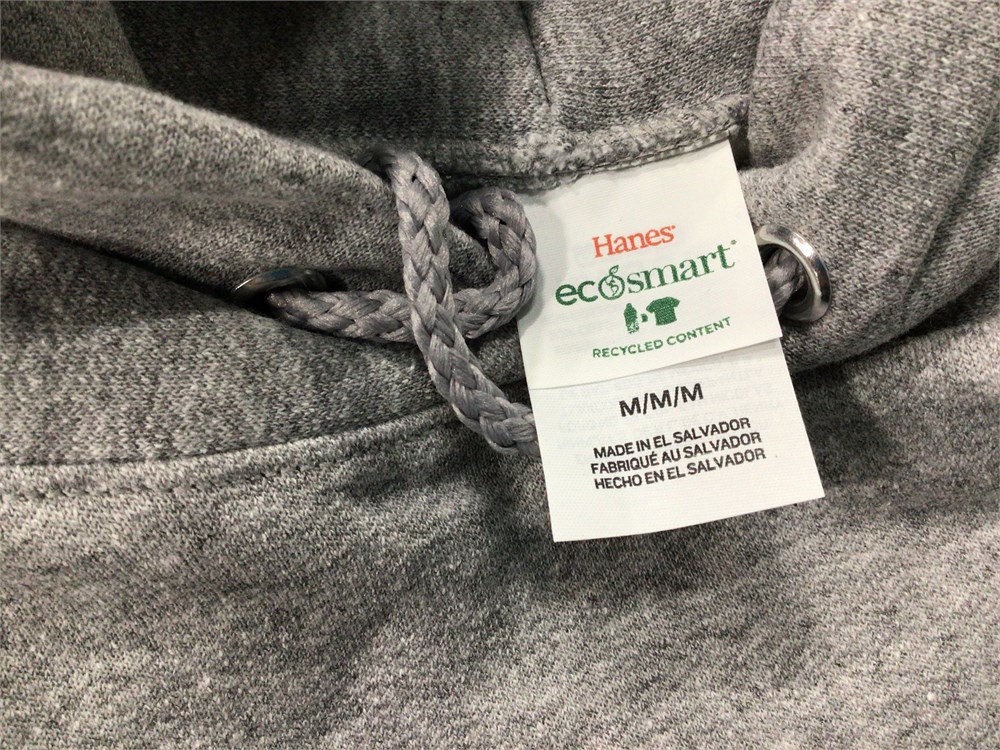 Hanes®
ecosmart®
RECYCLED CONTENT
M/M/M
MADE IN EL SALVADOR
FABRIQUÉ AU SALVADOR
HECHO EN EL SALVADOR